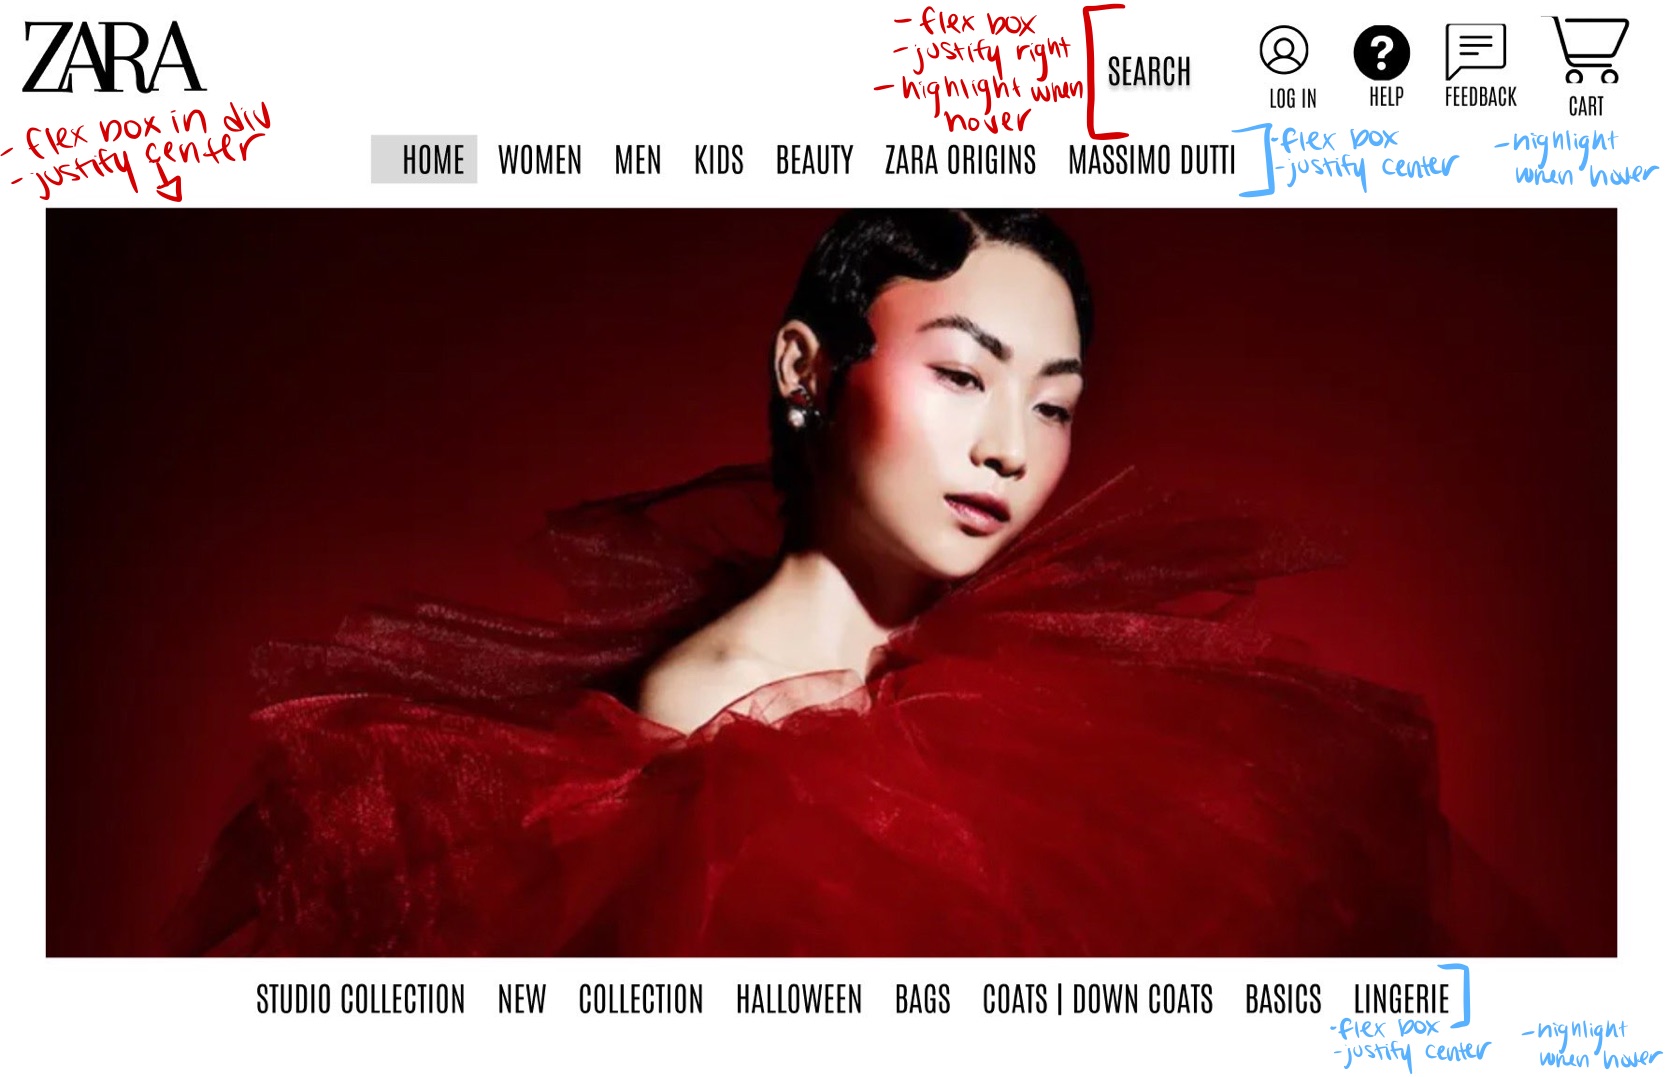 ZARA
- flex box in div
- justify center
- flex box
- justify right
- highlight when
hover
SEARCH
LOG IN
HELP
FEEDBACK
CART
HOME WOMEN MEN KIDS BEAUTY ZARA ORIGINS MASSIMO DUTTI
- flex box
- justify center
- highlight
when hover
STUDIO COLLECTION NEW COLLECTION HALLOWEEN BAGS COATS | DOWN COATS BASICS LINGERIE
- flex box
- justify center
- highlight
when hover